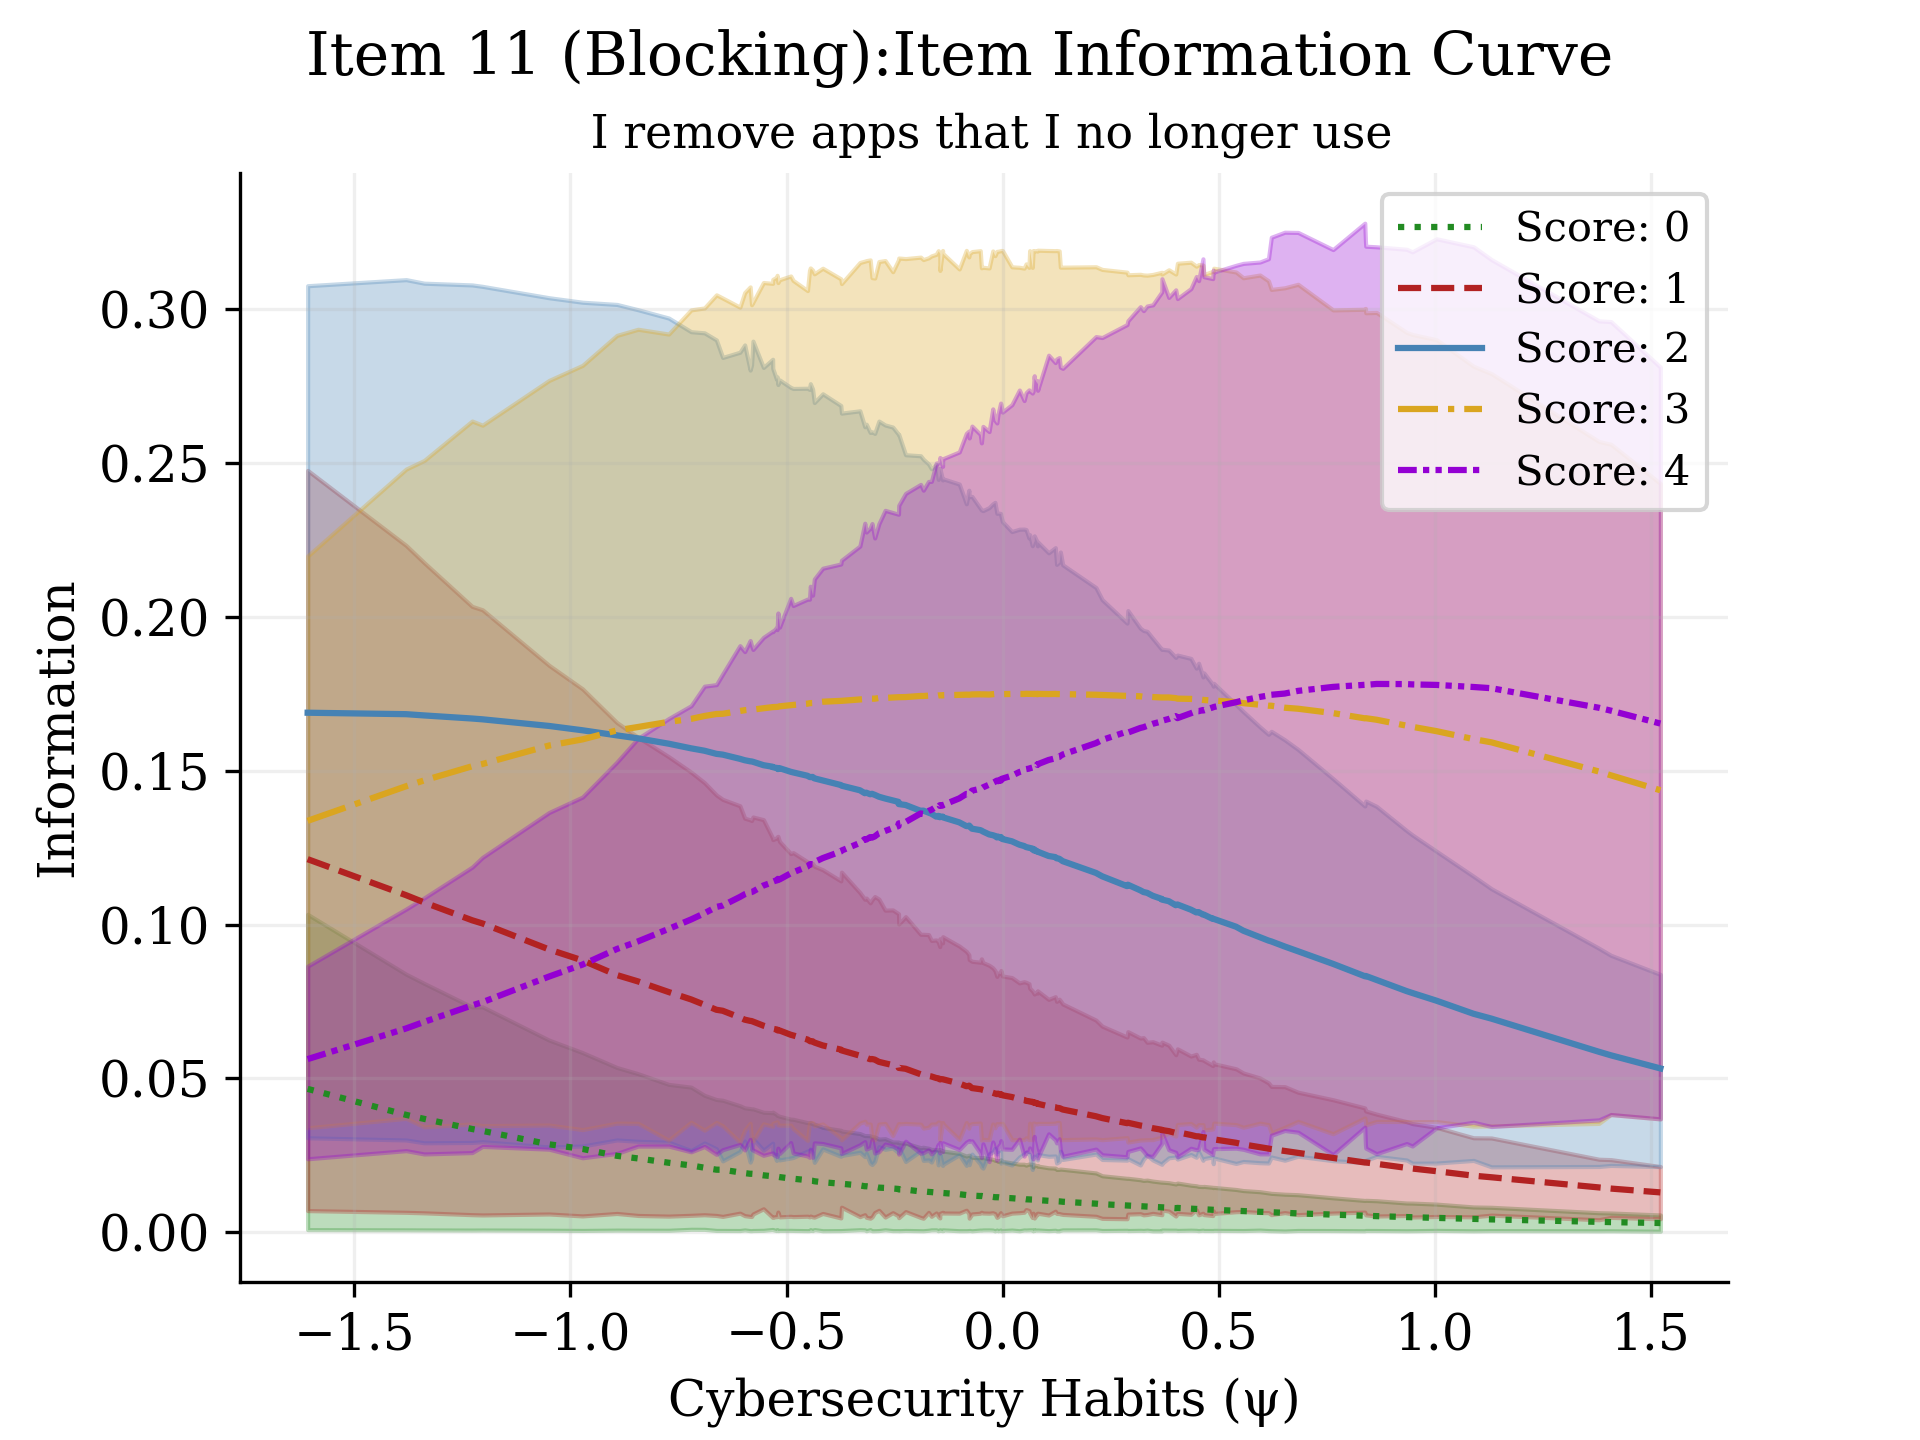 Item 11 (Blocking):Item Information Curve
I remove apps that I no longer use
Score: 0
Score: 1
Score: 2
Score: 3
Score: 4
Information
0.30
0.25
0.20
0.15
0.10
0.05
0.00
−1.5
−1.0
−0.5
0.0
0.5
1.0
1.5
Cybersecurity Habits (ψ)